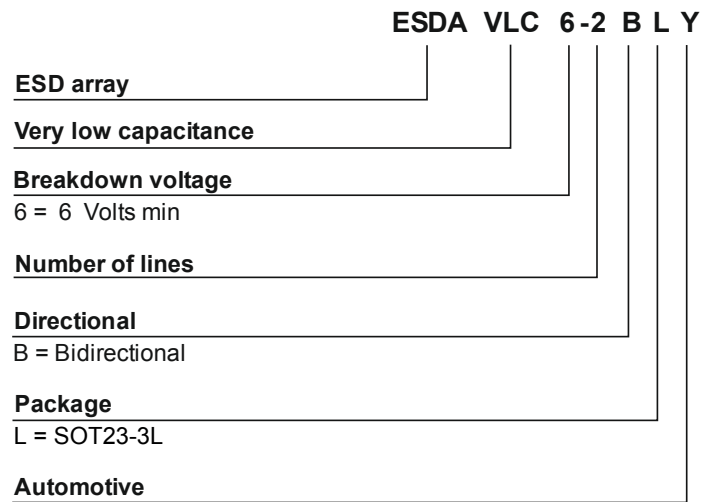 ESDA VLC 6-2 B L Y
ESD array
Very low capacitance
Breakdown voltage
6 = 6 Volts min
Number of lines
Directional
B = Bidirectional
Package
L = SOT23-3L
Automotive